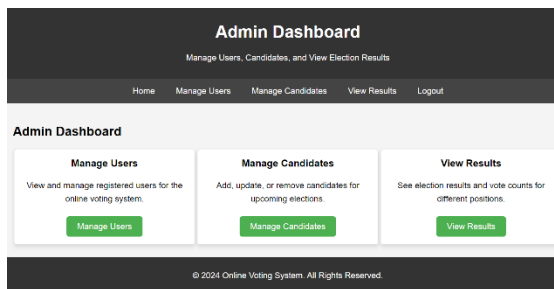 Admin Dashboard
Manage Users, Candidates, and View Election Results
Home Manage Users Manage Candidates View Results Logout
Admin Dashboard
Manage Users
View and manage registered users for the
online voting system.
Manage Users
Manage Candidates
Add, update, or remove candidates for
upcoming elections.
Manage Candidates
View Results
See election results and vote counts for
different positions.
View Results
© 2024 Online Voting System. All Rights Reserved.